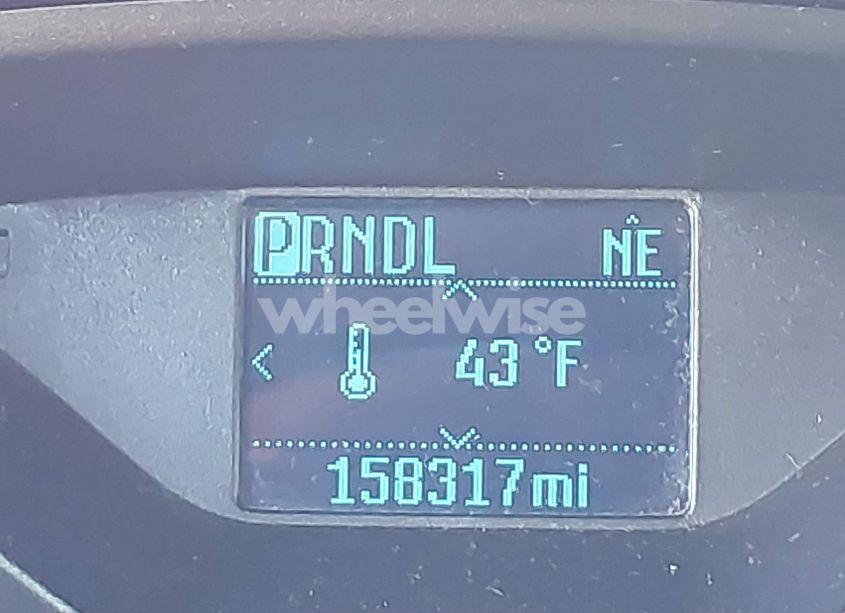 PRNDL NE
wheelwise
43°F
158317mi